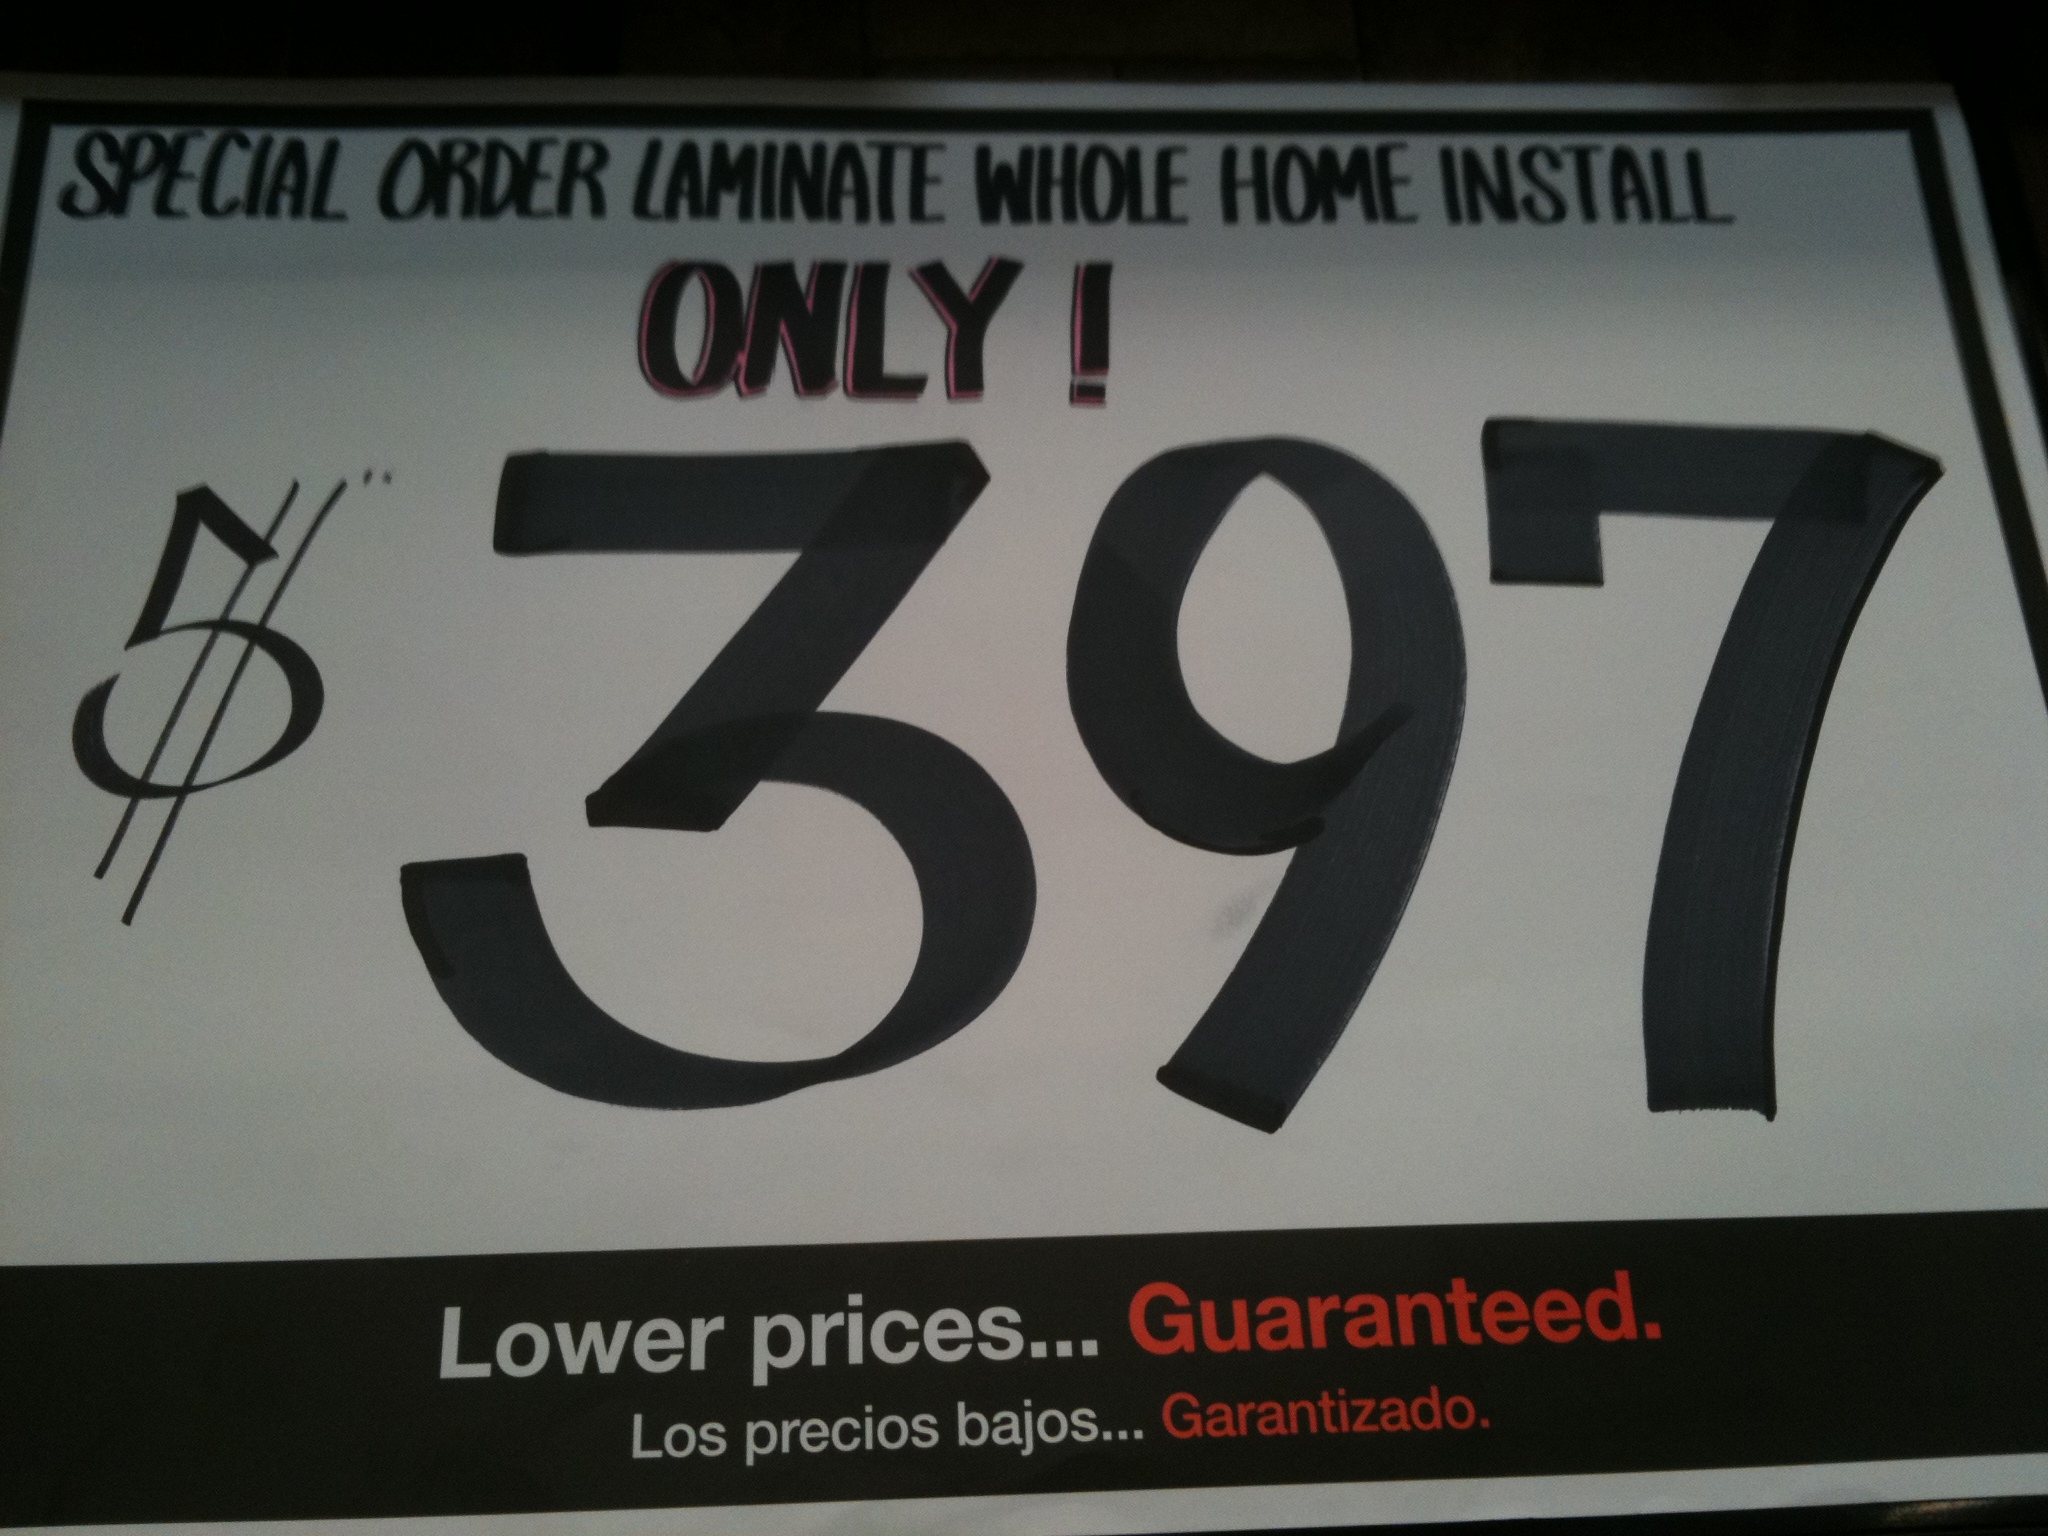 SPECIAL ORDER LAMINATE WHOLE HOME INSTALL
ONLY!
$397
Lower prices... Guaranteed.
Los precios bajos... Garantizado.